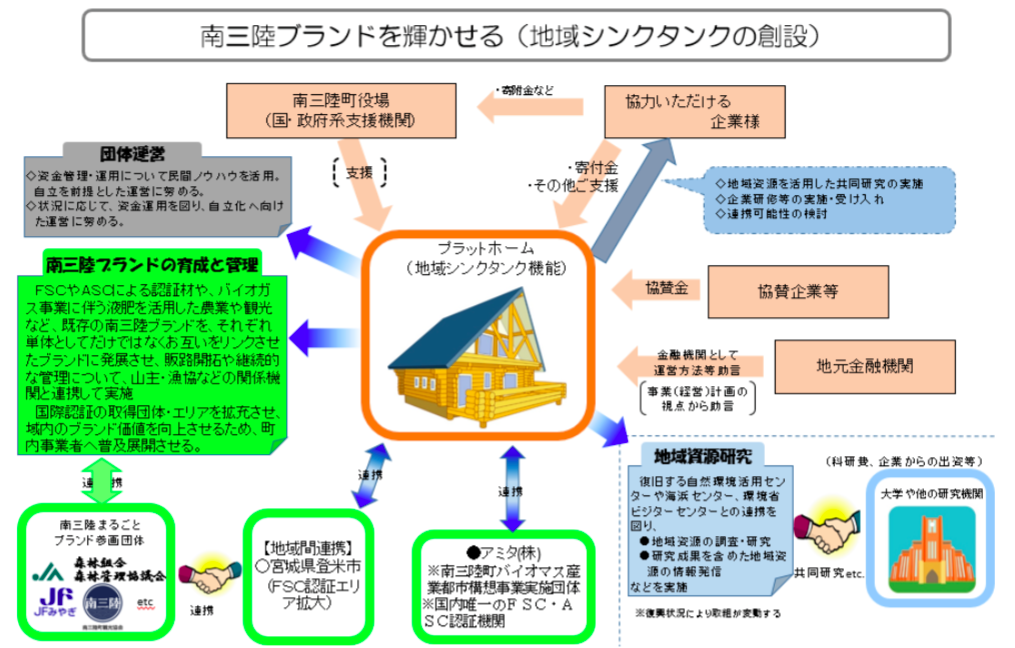 南三陸ブランドを輝かせる（地域シンクタンクの創設）
南三陸町役場
（国・政府系支援機関）
・寄附金など
協力いただける
企業様
支援
・寄付金
・その他ご支援
◇地域資源を活用した共同研究の実施
◇企業研修等の実施・受け入れ
◇連携可能性の検討
団体運営
◇資金管理・運用について民間ノウハウを活用。
自立を前提とした運営に努める。
◇状況に応じて、資金運用を図り、自立化へ向け
た運営に努める。
プラットホーム
（地域シンクタンク機能）
南三陸ブランドの育成と管理
ＦＳＣやＡＳＣによる認証材や、バイオガ
ス事業に伴う液肥を活用した農業や観光
など、既存の南三陸ブランドを、それぞれ
単体としてだけではなくお互いをリンクさせ
たブランドに発展させ、販路開拓や継続的
な管理について、山主・漁協などの関係機
関と連携して実施
国際認証の取得団体・エリアを拡充させ、
域内のブランド価値を向上させるため、町
内事業者へ普及展開させる。
協賛金
協賛企業等
金融機関として
運営方法等助言
事業（経営）計画の
視点から助言
地元金融機関
連携
南三陸まるごと
ブランド参画団体
JA
森林組合
森林管理協議会
JF
JFみやぎ
南三陸
南三陸町観光協会
etc
連携
連携
【地域間連携】
○宮城県登米市
（FSC認証エリ
ア拡大）
連携
●アミタ(株)
※南三陸町バイオマス産
業都市構想事業実施団体
※国内唯一のＦＳＣ・Ａ
ＳＣ認証機関
地域資源研究
復旧する自然環境活用セン
ターや海浜センター、環境省
ビジターセンターとの連携を
図り、
●地域資源の調査・研究
●研究成果を含めた地域資
源の情報発信
などを実施
※復興状況により取組が変動する
（科研費、企業からの出資等）
共同研究etc.
大学や他の研究機関